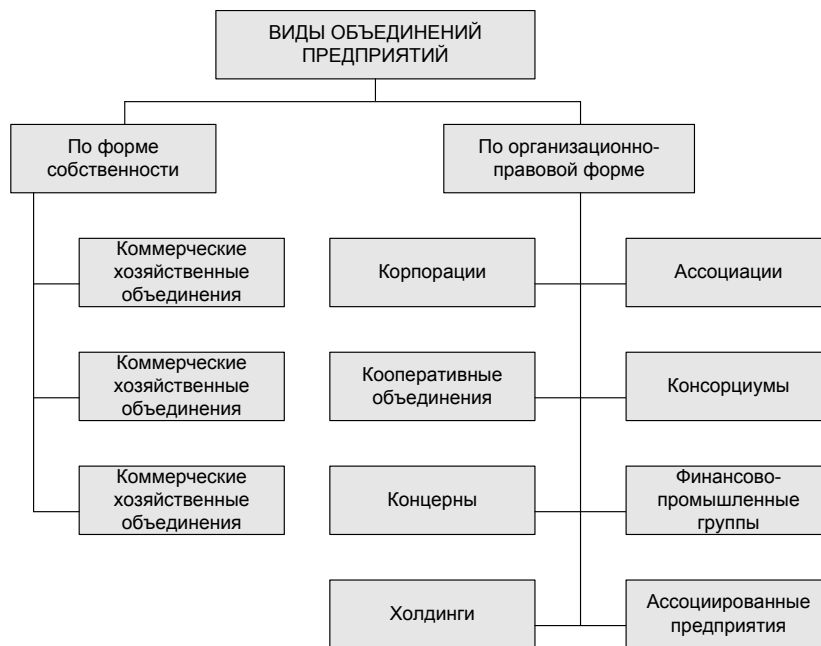 ВИДЫ ОБЪЕДИНЕНИЙ
ПРЕДПРИЯТИЙ
По форме
собственности
По организационно-
правовой форме
Коммерческие
хозяйственные
объединения
Корпорации
Ассоциации
Коммерческие
хозяйственные
объединения
Кооперативные
объединения
Консорциумы
Коммерческие
хозяйственные
объединения
Концерны
Финансово-
промышленные
группы
Холдинги
Ассоциированные
предприятия